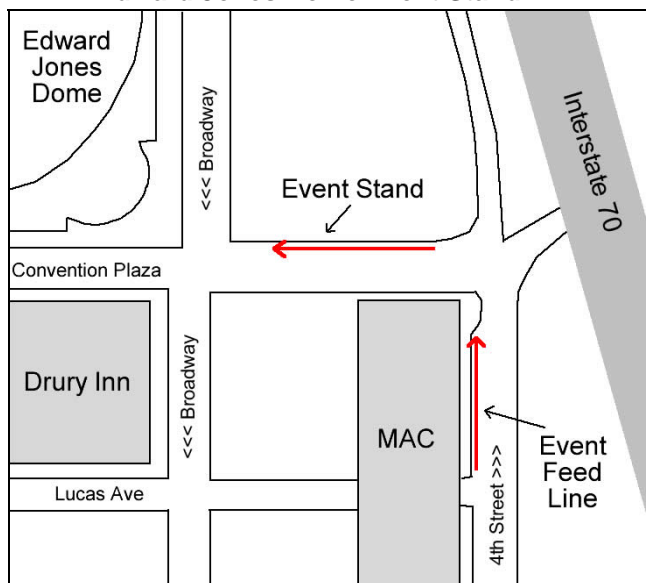 Edward
Jones
Dome
<<< Broadway
Interstate 70
Event Stand
Convention Plaza
Drury Inn
<<< Broadway
MAC
Event
Feed
Line
Lucas Ave
4th Street >>>